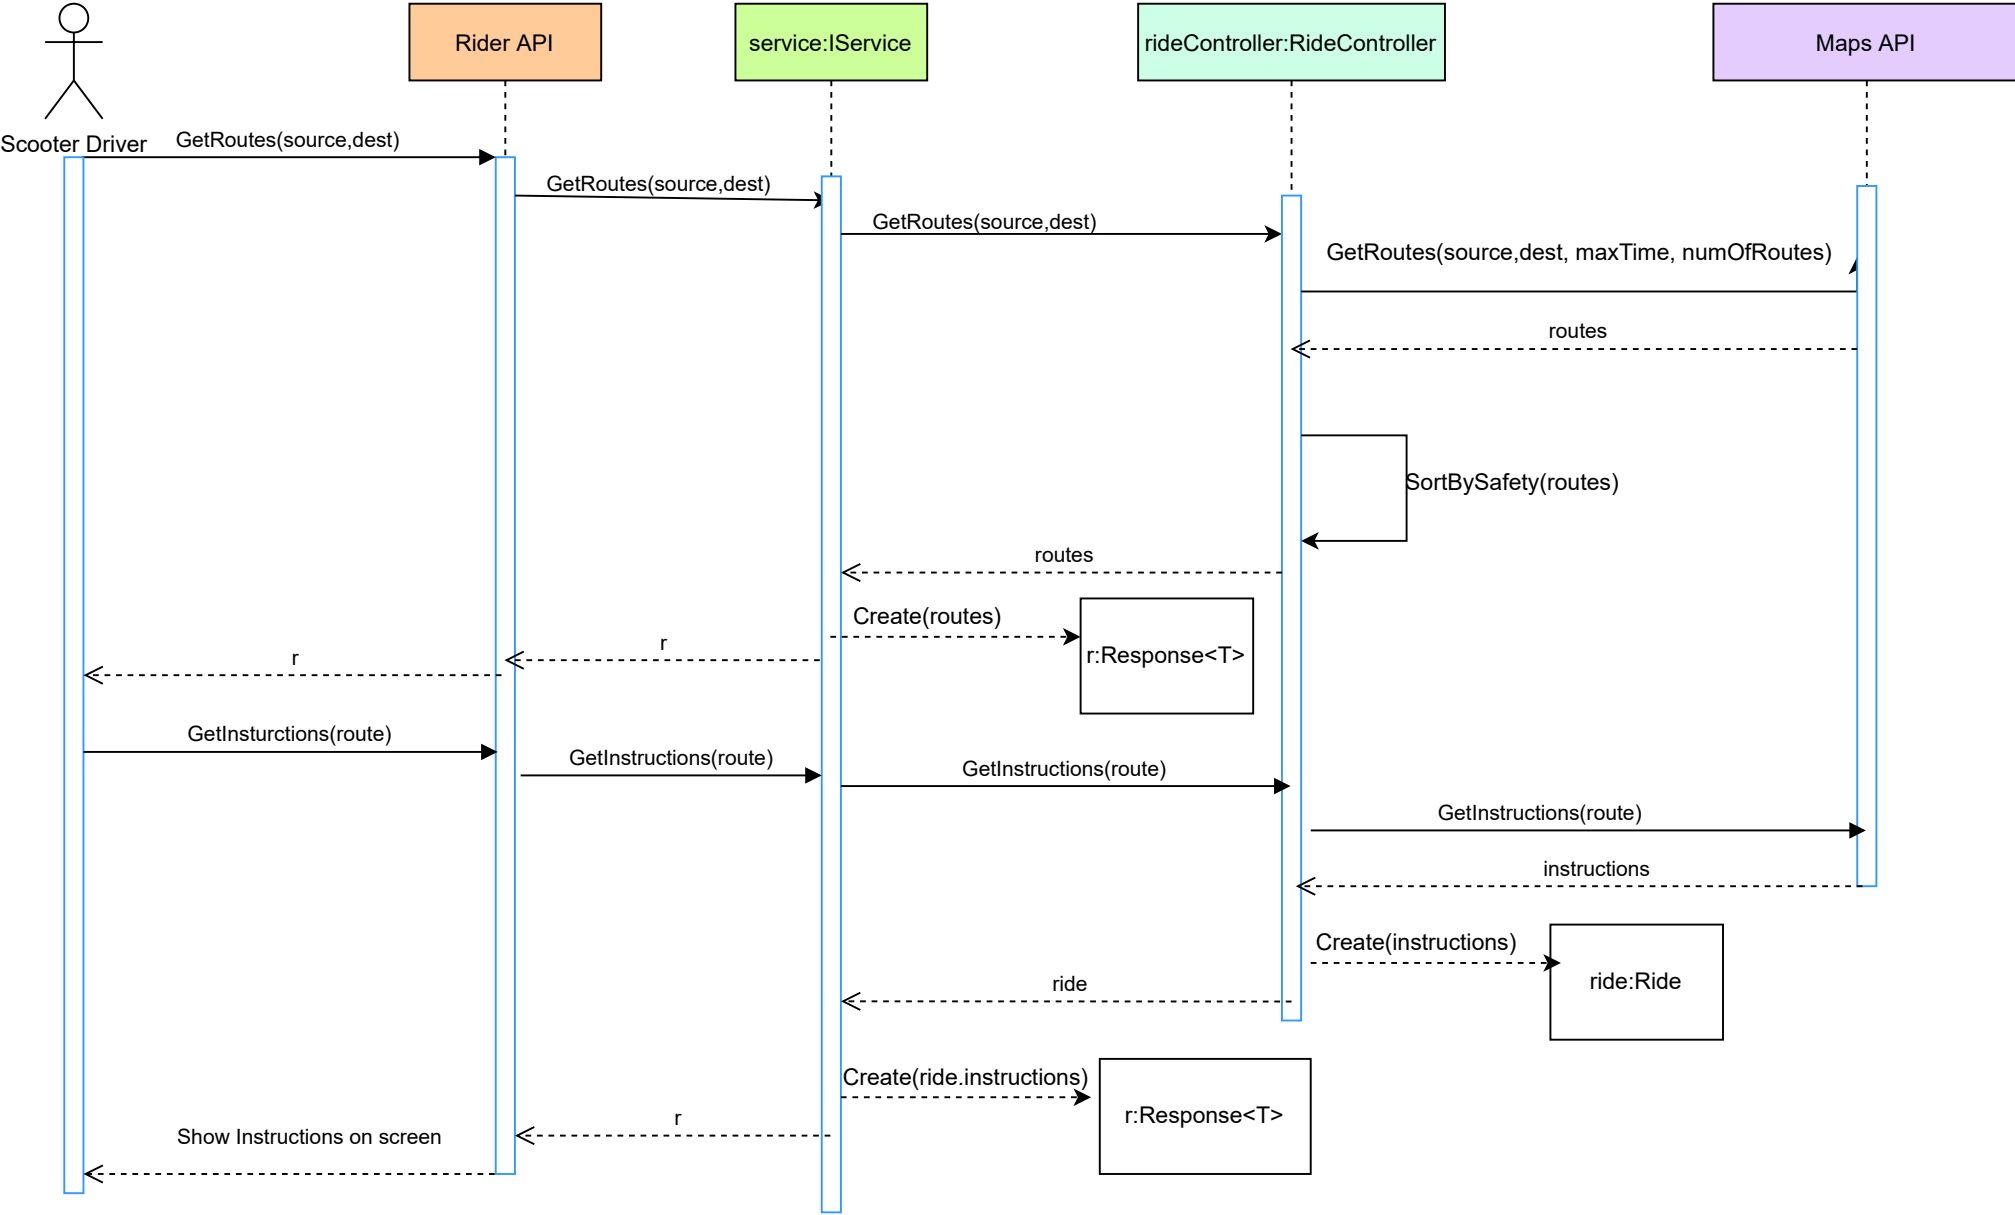 Rider API
service:IService
rideController:RideController
Maps API
Scooter Driver
GetRoutes(source,dest)
GetRoutes(source,dest)
GetRoutes(source,dest)
GetRoutes(source,dest, maxTime, numOfRoutes)
routes
SortBySafety(routes)
routes
Create(routes)
r:Response<T>
r
r
GetInsturctions(route)
GetInstructions(route)
GetInstructions(route)
GetInstructions(route)
instructions
Create(instructions)
ride:Ride
ride
Create(ride.instructions)
r:Response<T>
r
Show Instructions on screen